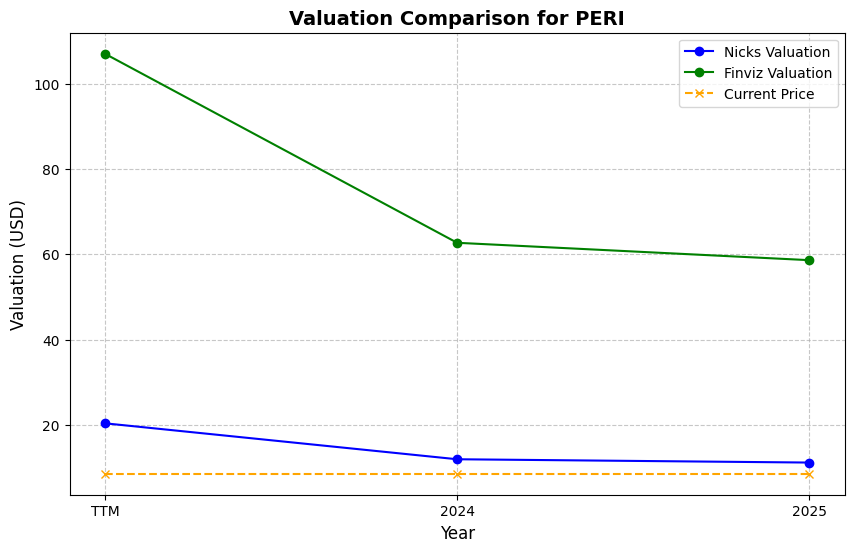 Valuation Comparison for PERI
Nicks Valuation
Finviz Valuation
Current Price
Valuation (USD)
100
80
60
40
20
TTM
2024
2025
Year